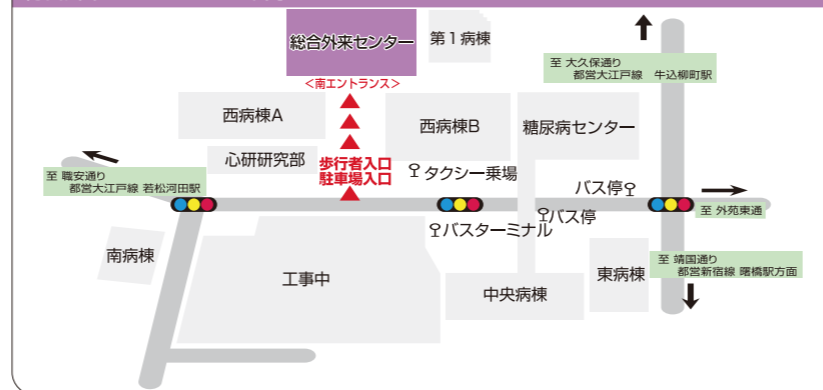 総合外来センター
第1病棟
至 大久保通り
都営大江戸線 牛込柳町駅
<南エントランス>
西病棟A
西病棟B
糖尿病センター
心研研究部
歩行者入口
駐車場入口
タクシー乗場
至 職安通り
都営大江戸線 若松河田駅
バス停
至 外苑東通
バス停
バスターミナル
南病棟
工事中
中央病棟
東病棟
至 靖国通り
都営新宿線 曙橋駅方面